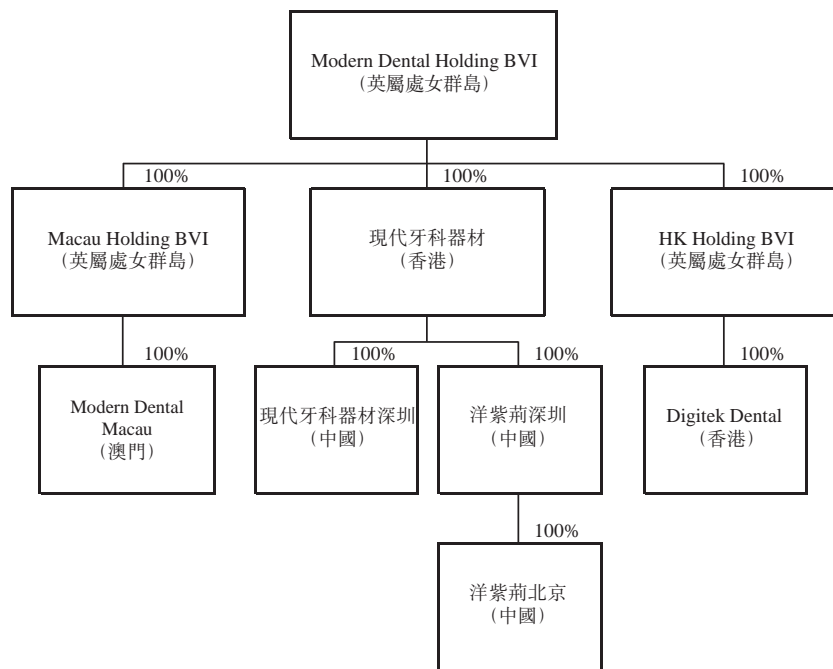 Modern Dental Holding BVI
(英屬處女群島)
100%
100%
100%
Macau Holding BVI
(英屬處女群島)
現代牙科器材
(香港)
HK Holding BVI
(英屬處女群島)
100%
100%
100%
100%
Modern Dental
Macau
(澳門)
現代牙科器材深圳
(中國)
洋紫荊深圳
(中國)
Digitek Dental
(香港)
100%
洋紫荊北京
(中國)